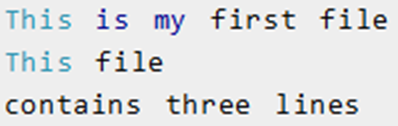 This is my first file
This file
contains three lines